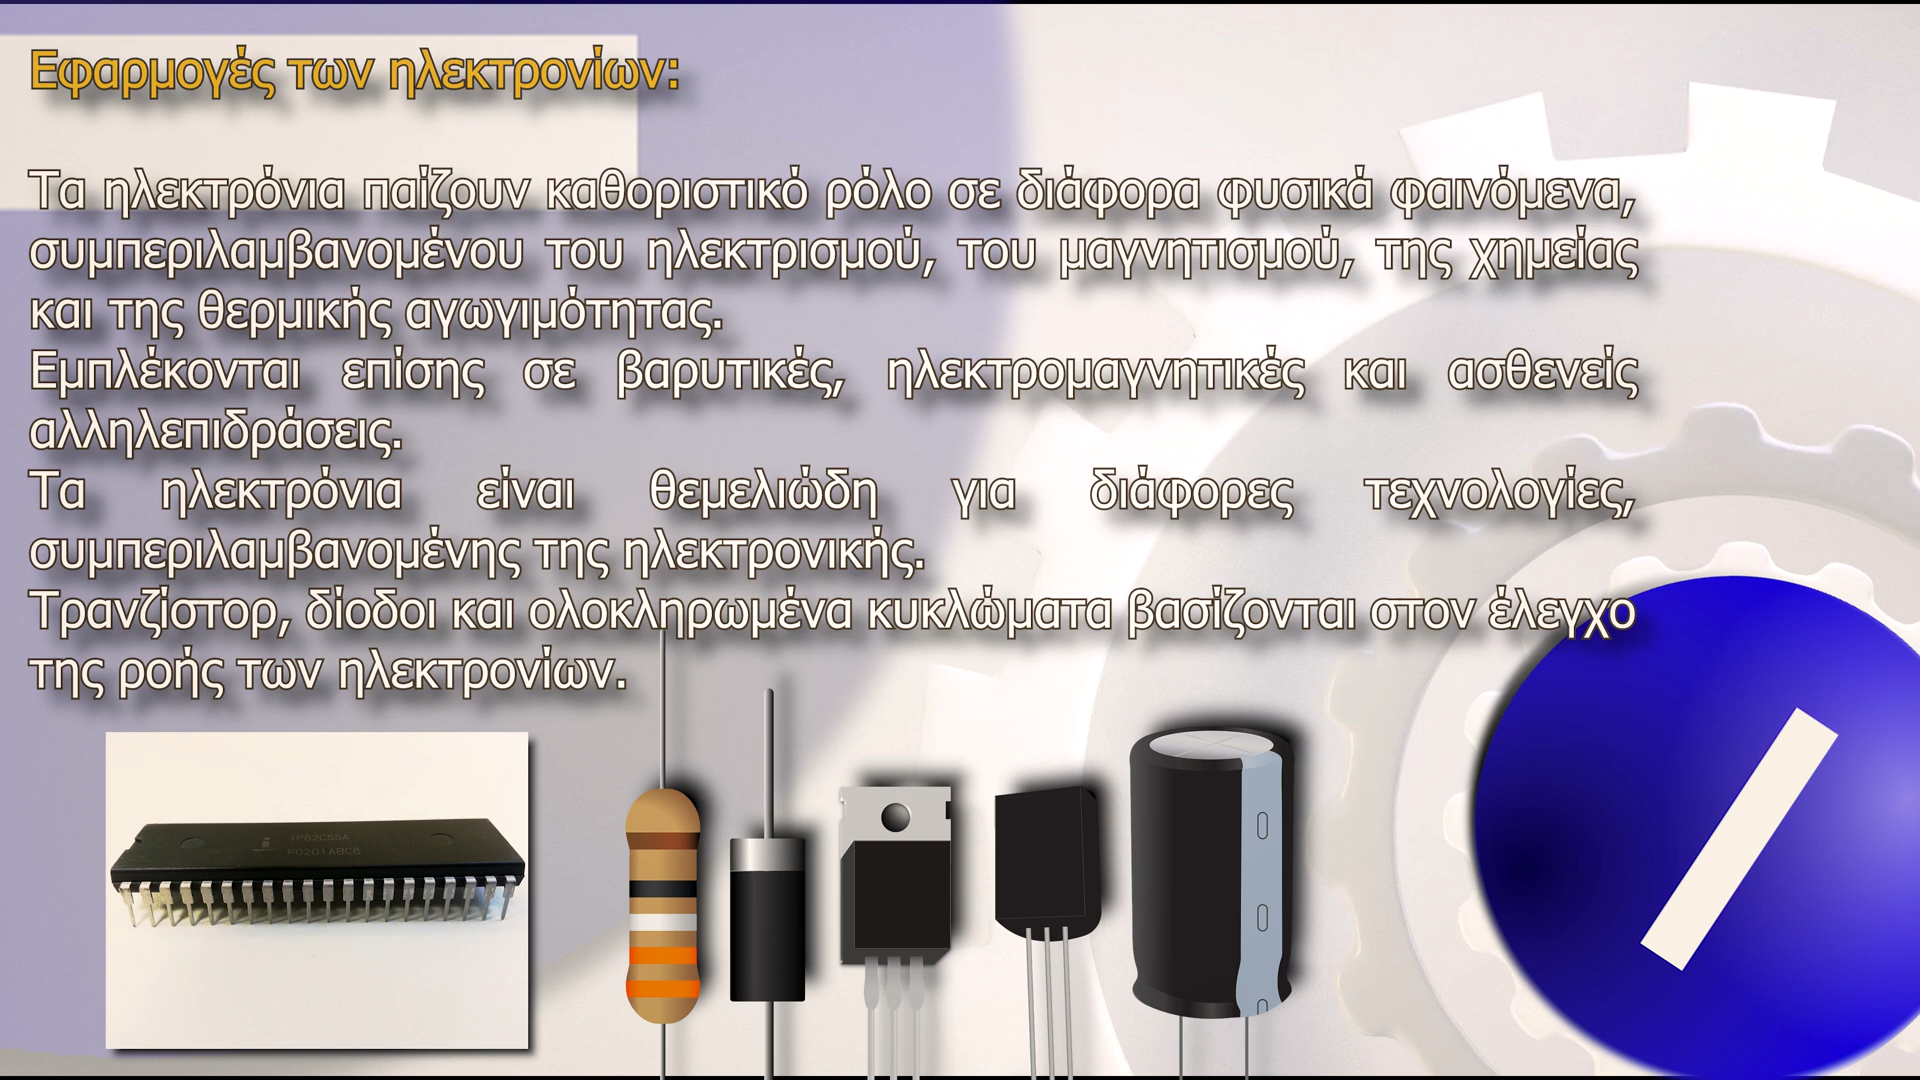 Εφαρμογές των ηλεκτρονίων:
Τα ηλεκτρόνια παίζουν καθοριστικό ρόλο σε διάφορα φυσικά φαινόμενα,
συμπεριλαμβανομένου του ηλεκτρισμού, του μαγνητισμού, της χημείας
και της θερμικής αγωγιμότητας.
Εμπλέκονται επίσης σε βαρυτικές, ηλεκτρομαγνητικές και ασθενείς
αλληλεπιδράσεις.
Τα ηλεκτρόνια είναι θεμελιώδη για διάφορες τεχνολογίες,
συμπεριλαμβανομένης της ηλεκτρονικής.
Τρανζίστορ, δίοδοι και ολοκληρωμένα κυκλώματα βασίζονται στον έλεγχο
της ροής των ηλεκτρονίων.
IP82C55A
P0201ABCB